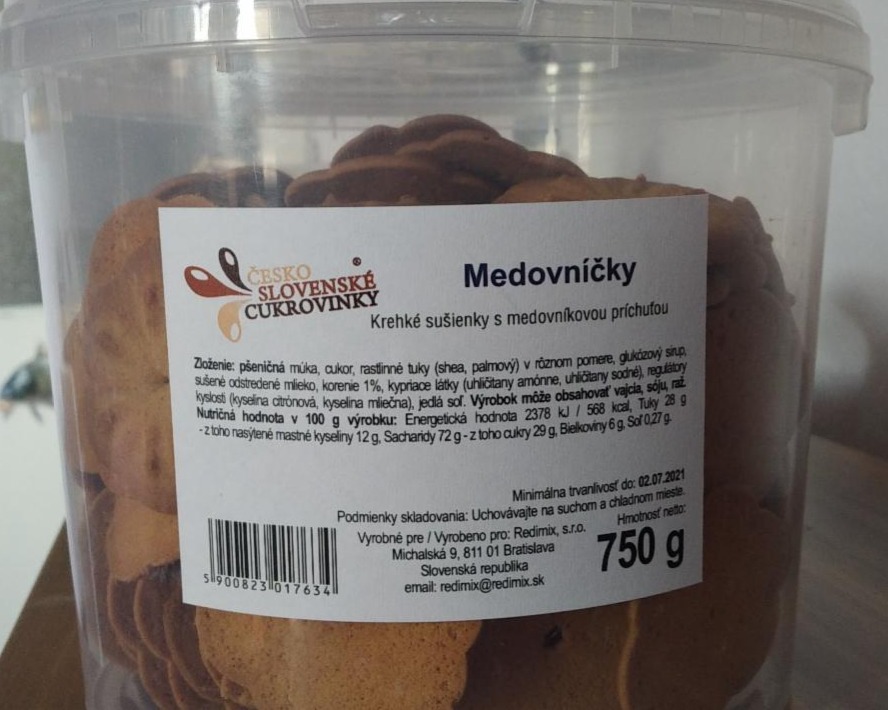 ČESKO ®
SLOVENSKÉ
CUKROVINKY
Medovníčky
Krehké sušienky s medovníkovou príchuťou
Zloženie: pšeničná múka, cukor, rastlinné tuky (shea, palmový) v rôznom pomere, glukózový sirup,
sušené odstredené mlieko, korenie 1%, kypriace látky (uhličitany amónne, uhličitany sodné), regulátory
kyslosti (kyselina citrónová, kyselina mliečna), jedlá soľ. Výrobok môže obsahovať vajcia, sóju, raž.
Nutričná hodnota v 100 g výrobku: Energetická hodnota 2378 kJ / 568 kcal, Tuky 28 g
- z toho nasýtené mastné kyseliny 12 g, Sacharidy 72 g - z toho cukry 29 g, Bielkoviny 6 g, Soľ 0,27 g.
Minimálna trvanlivosť do: 02.07.2021
Podmienky skladovania: Uchovávajte na suchom a chladnom mieste.
Vyrobné pre / Vyrobeno pro: Redimix, s.r.o.
Michalská 9, 811 01 Bratislava
Slovenská republika
email: redimix@redimix.sk
Hmotnosť netto:
750 g
5 900823 017634